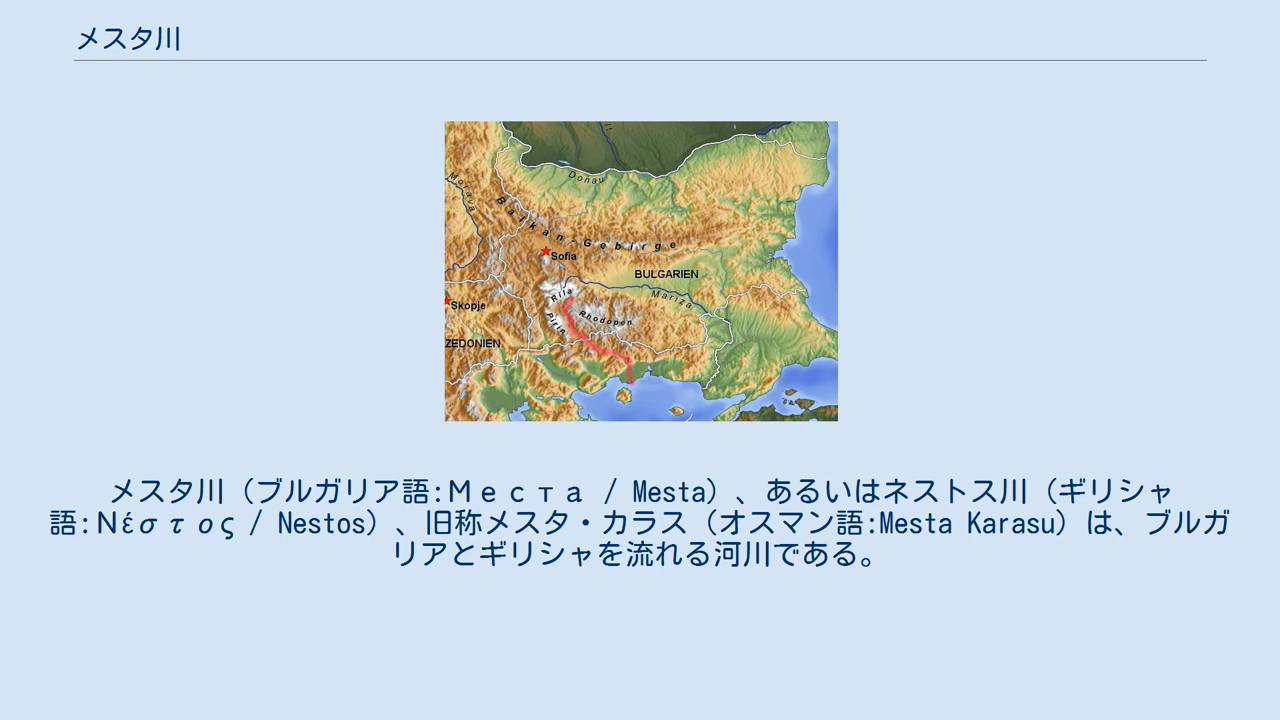 メスタ川
Morava
Donau
Balkan-Gebirge
Sofia
BULGARIEN
Rila
Mariza
Skopje
Pirin
Rhodopen
ZEDONIEN
メスタ川（ブルガリア語:Места / Mesta）、あるいはネストス川（ギリシャ
語:Νέστος / Nestos）、旧称メスタ・カラス（オスマン語:Mesta Karasu）は、ブルガ
リアとギリシャを流れる河川である。